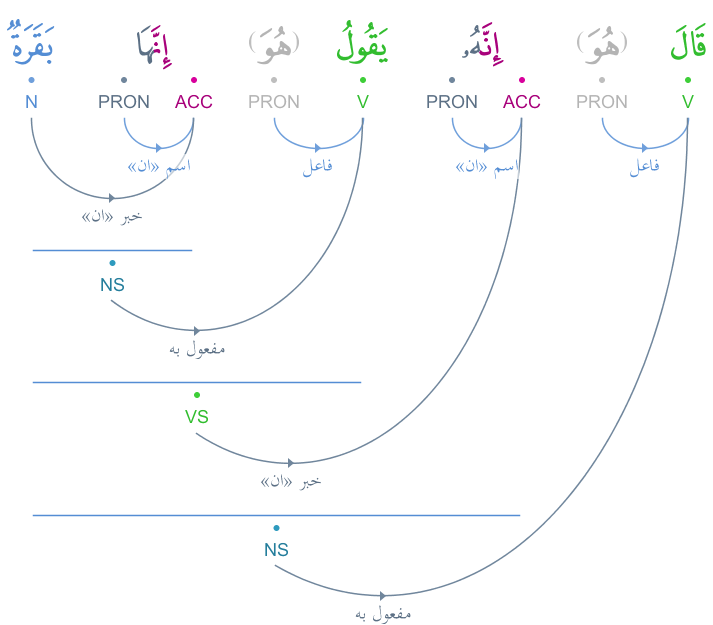 قَالَ (هُوَ) إِنَّهُۥ يَقُولُ (هُوَ) إِنَّهَا بَقَرَةٌ
V PRON ACC PRON V PRON ACC PRON N
فاعل اسم «ان» فاعل اسم «ان»
خبر «ان»
NS
مفعول به
VS
خبر «ان»
NS
مفعول به